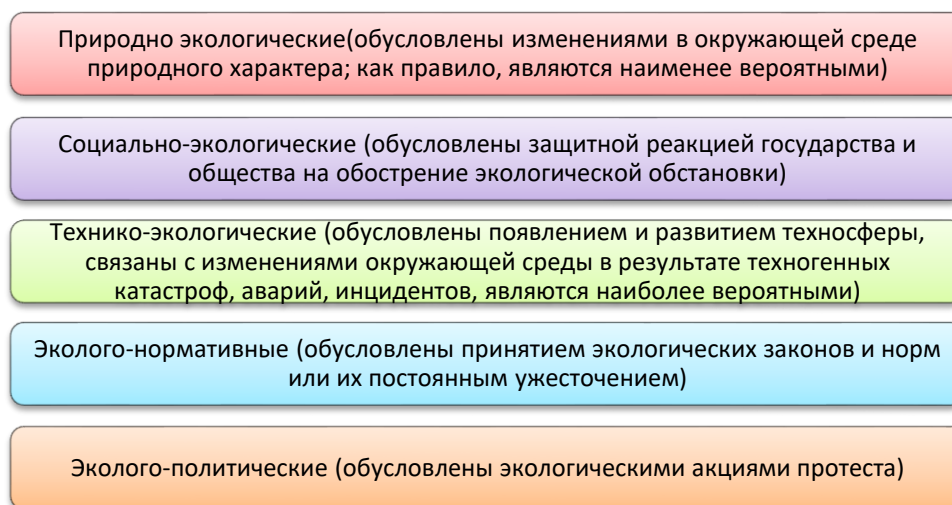 Природно экологические(обусловлены изменениями в окружающей среде
природного характера; как правило, являются наименее вероятными)
Социально-экологические (обусловлены защитной реакцией государства и
общества на обострение экологической обстановки)
Технико-экологические (обусловлены появлением и развитием техносферы,
связаны с изменениями окружающей среды в результате техногенных
катастроф, аварий, инцидентов, являются наиболее вероятными)
Эколого-нормативные (обусловлены принятием экологических законов и норм
или их постоянным ужесточением)
Эколого-политические (обусловлены экологическими акциями протеста)